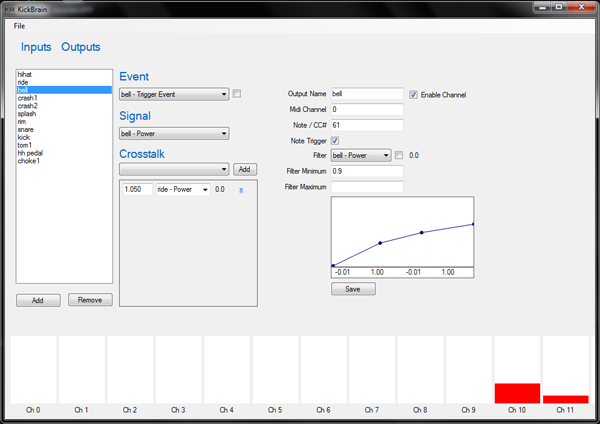 KickBrain
File
Inputs Outputs
hihat
ride
bell
crash1
crash2
splash
rim
snare
kick
tom1
hh pedal
choke1
Add Remove
Event
bell - Trigger Event
Signal
bell - Power
Crosstalk
Add
1.050 ride - Power 0.0 x
Output Name bell Enable Channel
Midi Channel 0
Note / CC# 61
Note Trigger
Filter bell - Power 0.0
Filter Minimum 0.9
Filter Maximum
-0.01 1.00 -0.01 1.00
Save
Ch 0 Ch 1 Ch 2 Ch 3 Ch 4 Ch 5 Ch 6 Ch 7 Ch 8 Ch 9 Ch 10 Ch 11